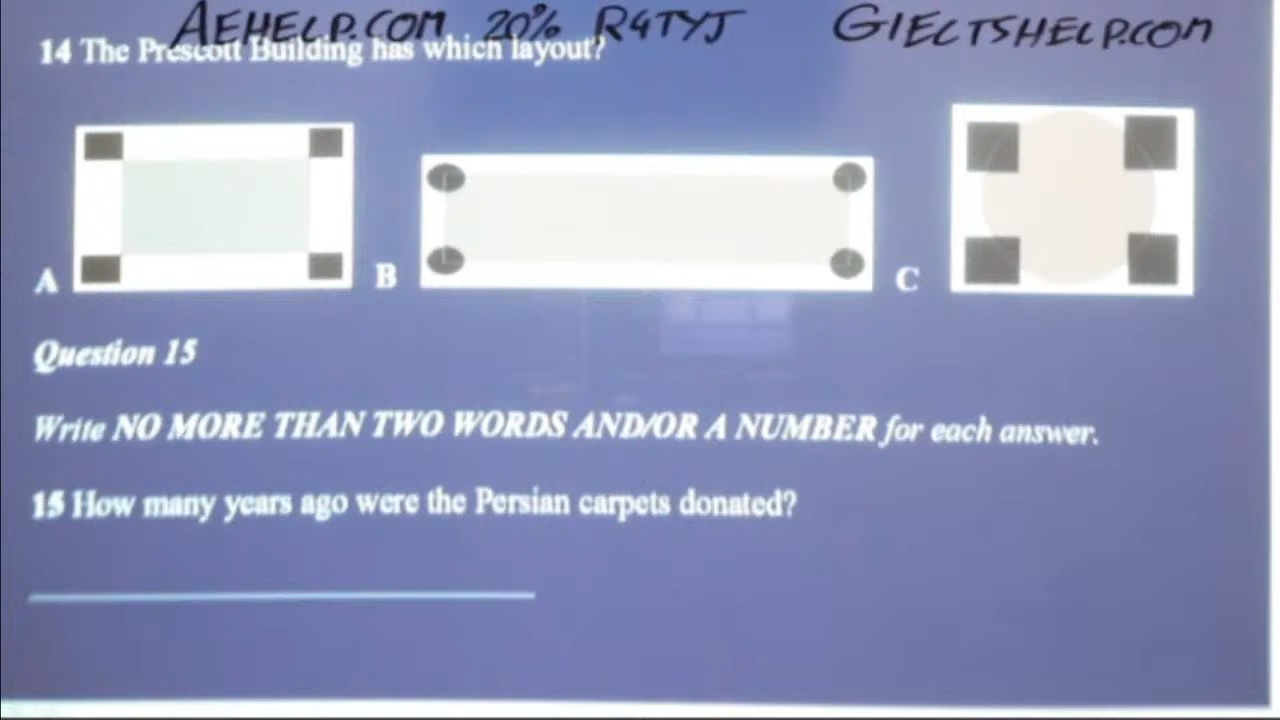 AEHELP.COM 20% R4TYJ GIELTSHELP.COM
14 The Prescott Building has which layout?
A B C
Question 15
Write NO MORE THAN TWO WORDS AND/OR A NUMBER for each answer.
15 How many years ago were the Persian carpets donated?